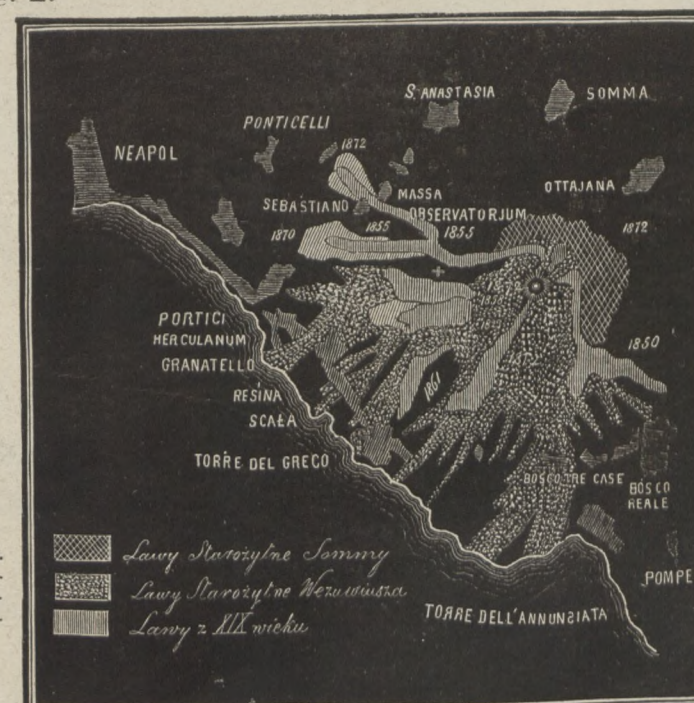 S. ANASTASIA
SOMMA
PONTICELLI
NEAPOL
1872
OTTAJANA
MASSA
SEBASTIANO
OBSERVATORJUM
1870
1855
1855
1872
PORTICI
HERCULANUM
GRANATELLO
1850
1861
RESINA
SCAŁA
TORRE DEL GRECO
BOSCO TRE CASE
BOSCO
REALE
Lawy Starożytne Sommy
Lawy Starożytne Wezuwiusza
Lawy z XIX wieku
POMPE
TORRE DELL'ANNUNZIATA